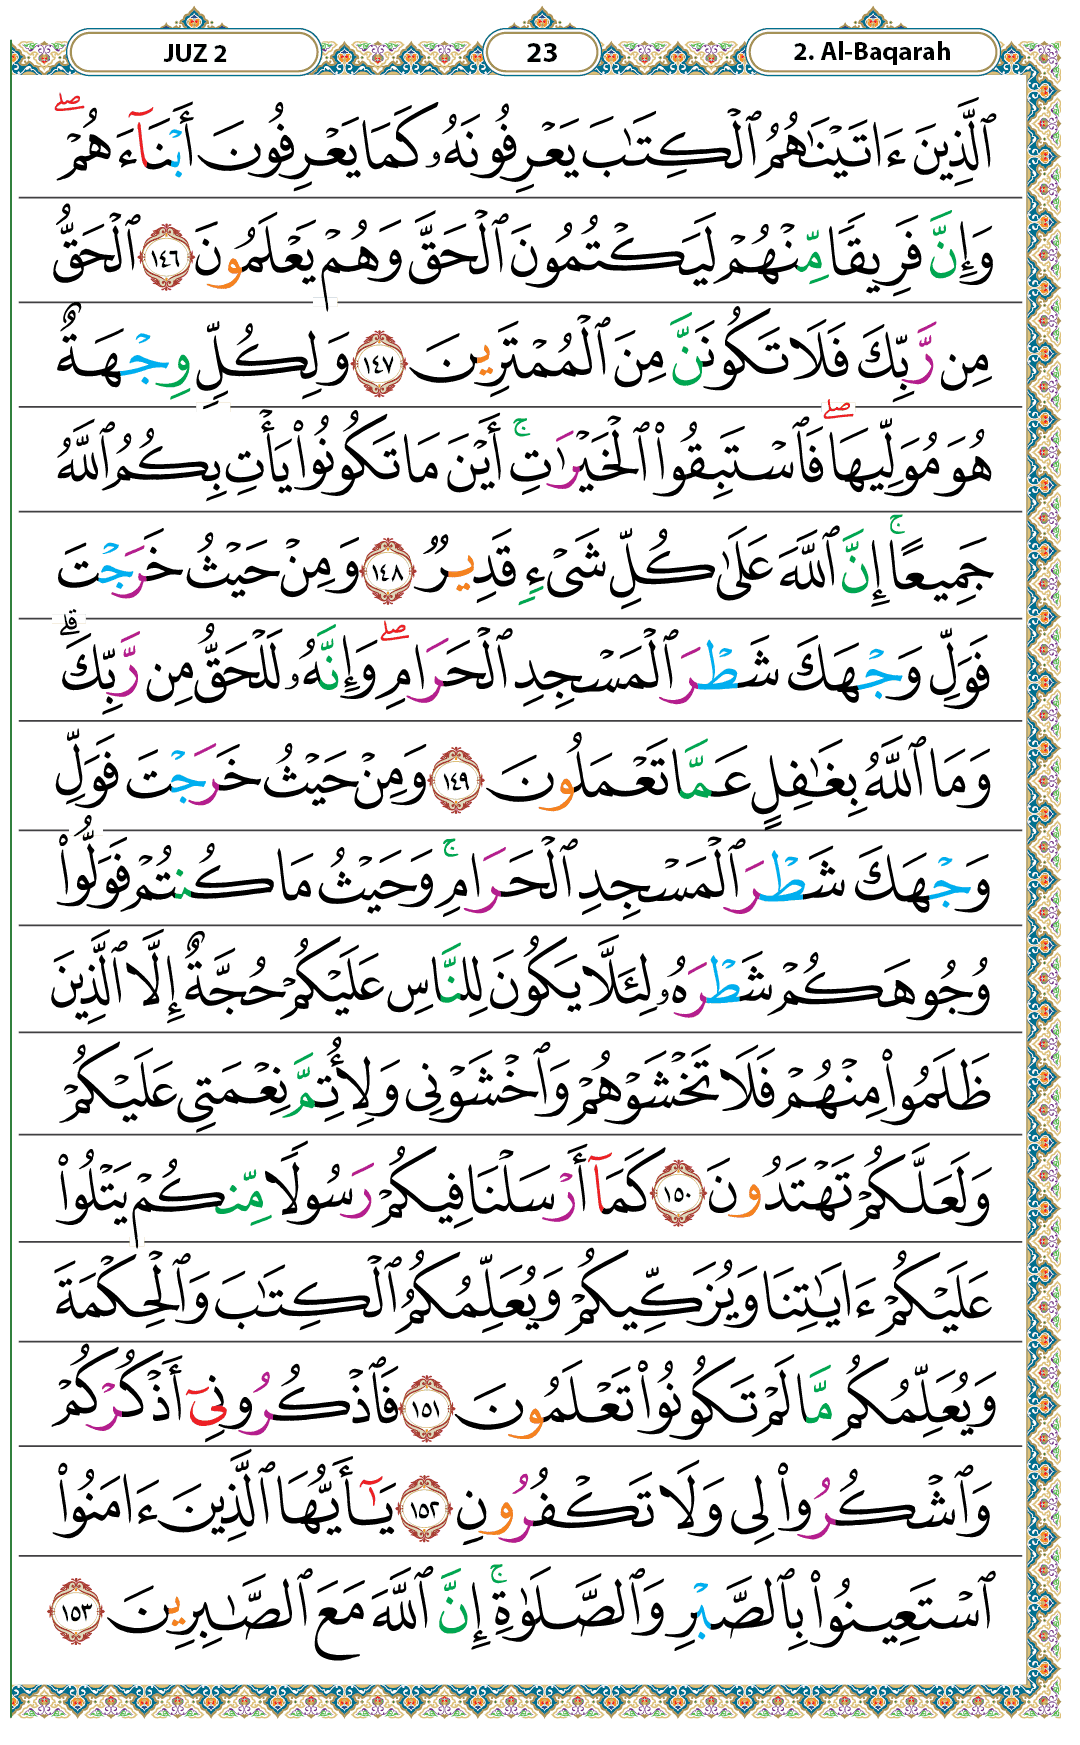 JUZ 2 23 2. Al-Baqarah
ٱلَّذِينَ ءَاتَيْنَٰهُمُ ٱلْكِتَٰبَ يَعْرِفُونَهُۥ كَمَا يَعْرِفُونَ أَبْنَآءَهُمْ ۖ
وَإِنَّ فَرِيقًا مِّنْهُمْ لَيَكْتُمُونَ ٱلْحَقَّ وَهُمْ يَعْلَمُونَ ١٤٦ ٱلْحَقُّ
مِن رَّبِّكَ فَلَا تَكُونَنَّ مِنَ ٱلْمُمْتَرِينَ ١٤٧ وَلِكُلٍّ وِجْهَةٌ
هُوَ مُوَلِّيهَا ۖ فَٱسْتَبِقُوا۟ ٱلْخَيْرَٰتِ ۚ أَيْنَ مَا تَكُونُوا۟ يَأْتِ بِكُمُ ٱللَّهُ
جَمِيعًا ۚ إِنَّ ٱللَّهَ عَلَىٰ كُلِّ شَىْءٍ قَدِيرٌ ١٤٨ وَمِنْ حَيْثُ خَرَجْتَ
فَوَلِّ وَجْهَكَ شَطْرَ ٱلْمَسْجِدِ ٱلْحَرَامِ ۖ وَإِنَّهُۥ لَلْحَقُّ مِن رَّبِّكَ ۗ
وَمَا ٱللَّهُ بِغَٰفِلٍ عَمَّا تَعْمَلُونَ ١٤٩ وَمِنْ حَيْثُ خَرَجْتَ فَوَلِّ
وَجْهَكَ شَطْرَ ٱلْمَسْجِدِ ٱلْحَرَامِ ۚ وَحَيْثُ مَا كُنتُمْ فَوَلُّوا۟
وُجُوهَكُمْ شَطْرَهُۥ لِئَلَّا يَكُونَ لِلنَّاسِ عَلَيْكُمْ حُجَّةٌ إِلَّا ٱلَّذِينَ
ظَلَمُوا۟ مِنْهُمْ فَلَا تَخْشَوْهُمْ وَٱخْشَوْنِى وَلِأُتِمَّ نِعْمَتِى عَلَيْكُمْ
وَلَعَلَّكُمْ تَهْتَدُونَ ١٥٠ كَمَآ أَرْسَلْنَا فِيكُمْ رَسُولًا مِّنكُمْ يَتْلُوا۟
عَلَيْكُمْ ءَايَٰتِنَا وَيُزَكِّيكُمْ وَيُعَلِّمُكُمُ ٱلْكِتَٰبَ وَٱلْحِكْمَةَ
وَيُعَلِّمُكُم مَّا لَمْ تَكُونُوا۟ تَعْلَمُونَ ١٥١ فَٱذْكُرُونِىٓ أَذْكُرْكُمْ
وَٱشْكُرُوا۟ لِى وَلَا تَكْفُرُونِ ١٥٢ يَٰٓأَيُّهَا ٱلَّذِينَ ءَامَنُوا۟
ٱسْتَعِينُوا۟ بِٱلصَّبْرِ وَٱلصَّلَوٰةِ ۚ إِنَّ ٱللَّهَ مَعَ ٱلصَّٰبِرِينَ ١٥٣